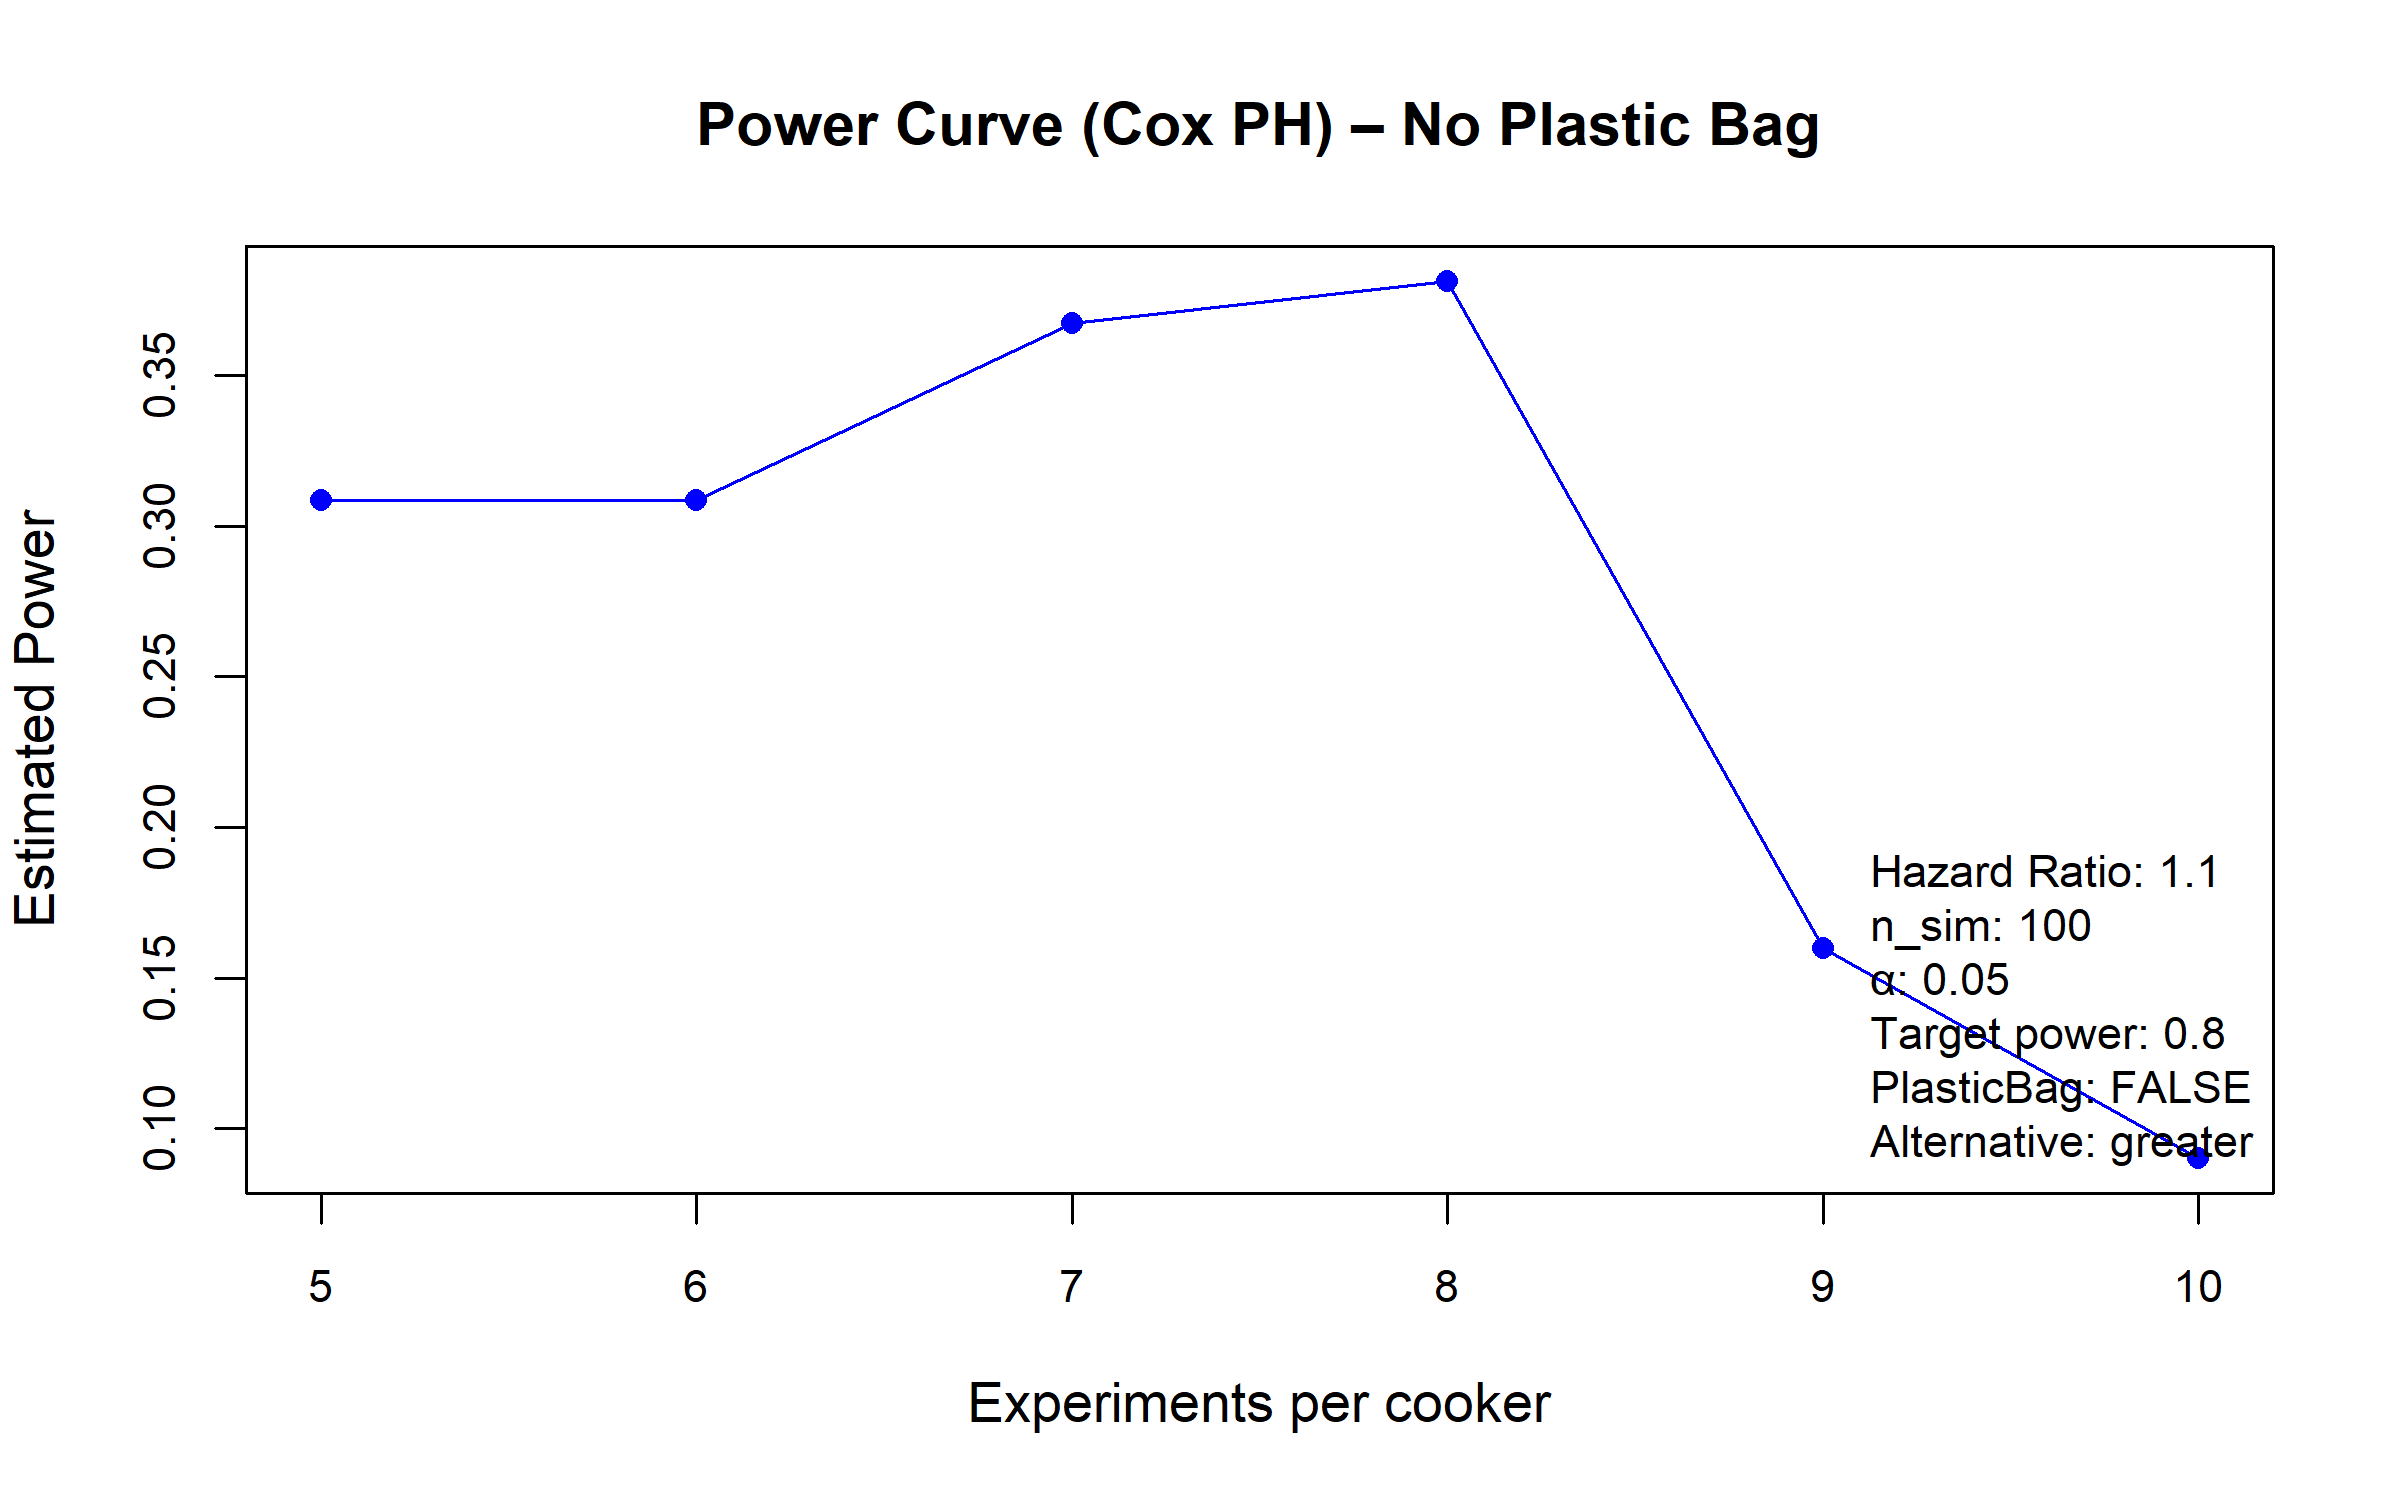 Power Curve (Cox PH) – No Plastic Bag
Estimated Power
0.35
0.30
0.25
0.20
0.15
0.10
Hazard Ratio: 1.1
n_sim: 100
α: 0.05
Target power: 0.8
PlasticBag: FALSE
Alternative: greater
5 6 7 8 9 10
Experiments per cooker